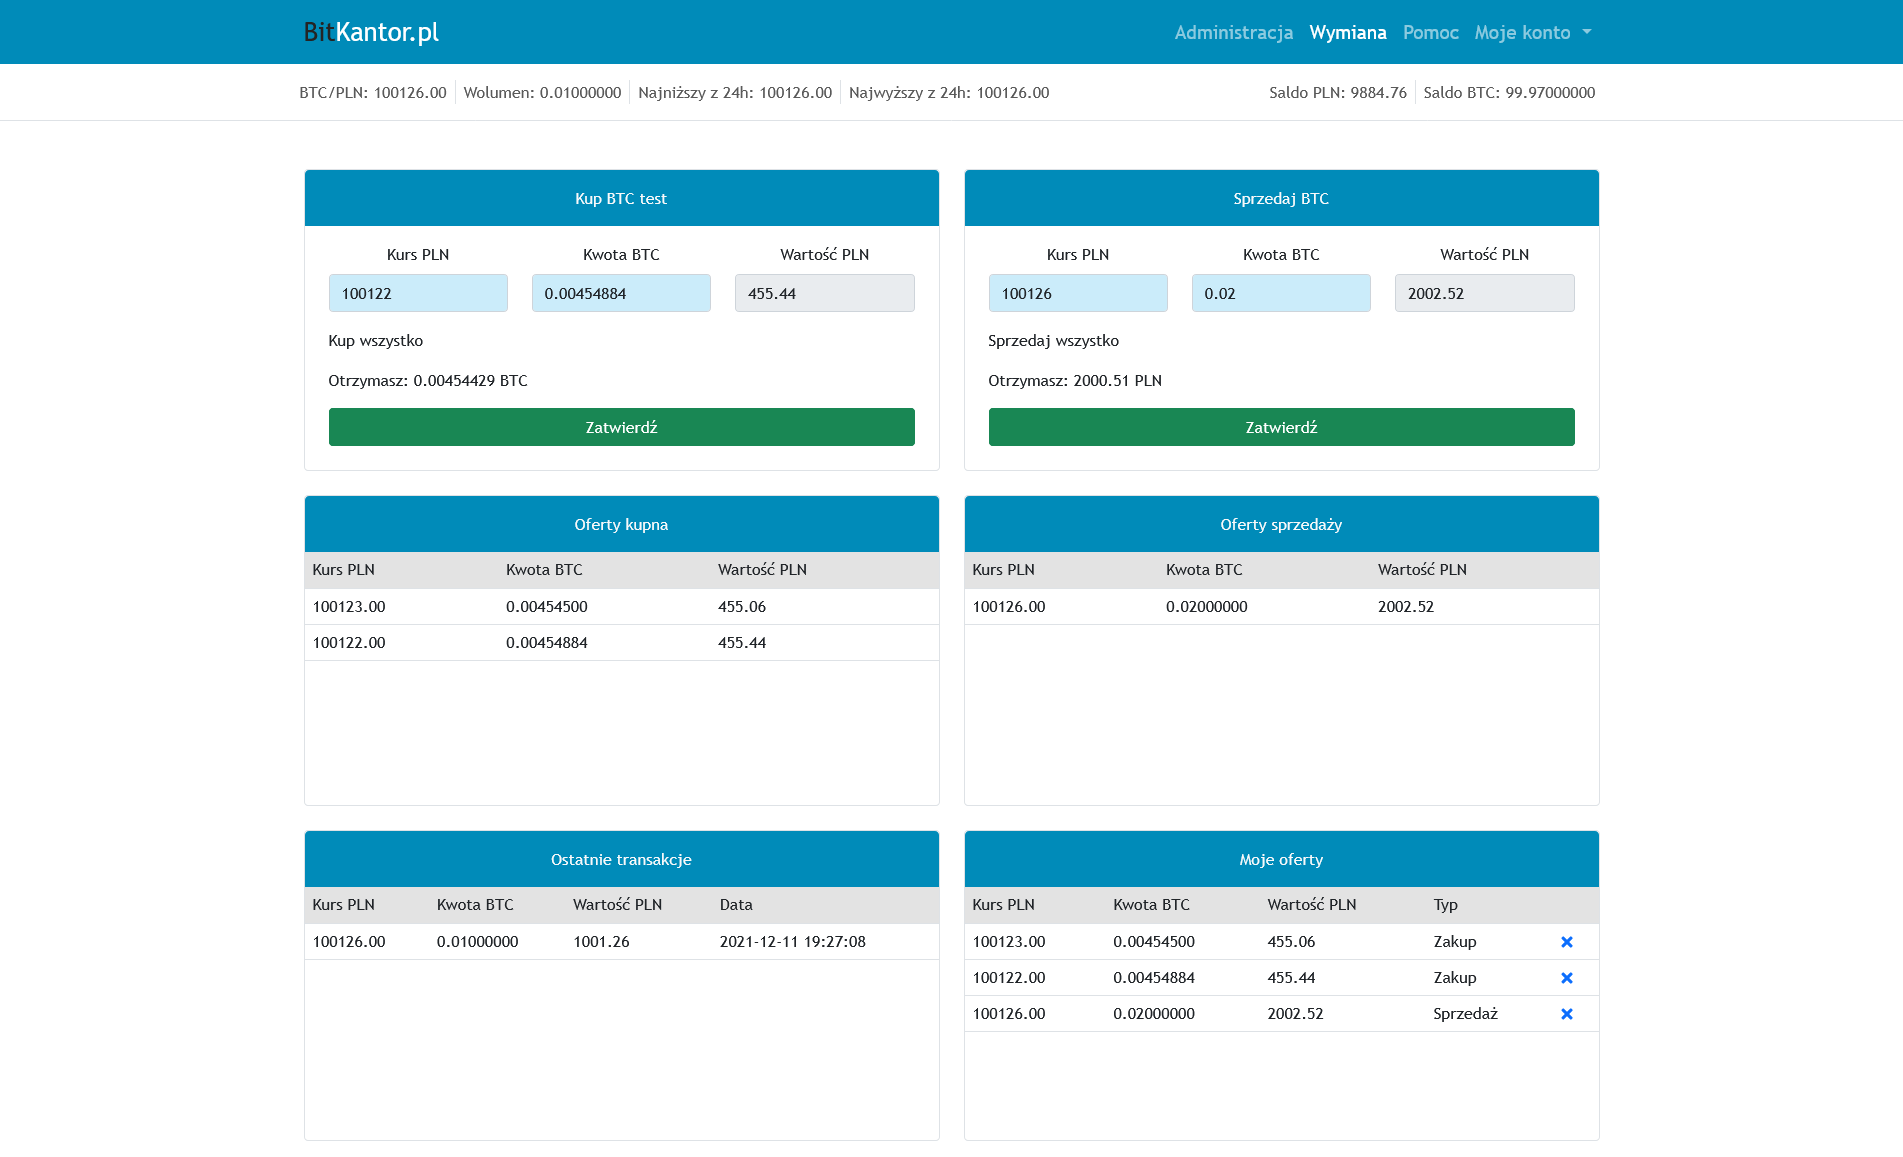 BitKantor.pl Administracja Wymiana Pomoc Moje konto
BTC/PLN: 100126.00 Wolumen: 0.01000000 Najniższy z 24h: 100126.00 Najwyższy z 24h: 100126.00 Saldo PLN: 9884.76 Saldo BTC: 99.97000000
Kup BTC test
Kurs PLN Kwota BTC Wartość PLN
100122 0.00454884 455.44
Kup wszystko
Otrzymasz: 0.00454429 BTC
Zatwierdź
Sprzedaj BTC
Kurs PLN Kwota BTC Wartość PLN
100126 0.02 2002.52
Sprzedaj wszystko
Otrzymasz: 2000.51 PLN
Zatwierdź
Oferty kupna
Kurs PLN Kwota BTC Wartość PLN
100123.00 0.00454500 455.06
100122.00 0.00454884 455.44
Oferty sprzedaży
Kurs PLN Kwota BTC Wartość PLN
100126.00 0.02000000 2002.52
Ostatnie transakcje
Kurs PLN Kwota BTC Wartość PLN Data
100126.00 0.01000000 1001.26 2021-12-11 19:27:08
Moje oferty
Kurs PLN Kwota BTC Wartość PLN Typ
100123.00 0.00454500 455.06 Zakup
100122.00 0.00454884 455.44 Zakup
100126.00 0.02000000 2002.52 Sprzedaż